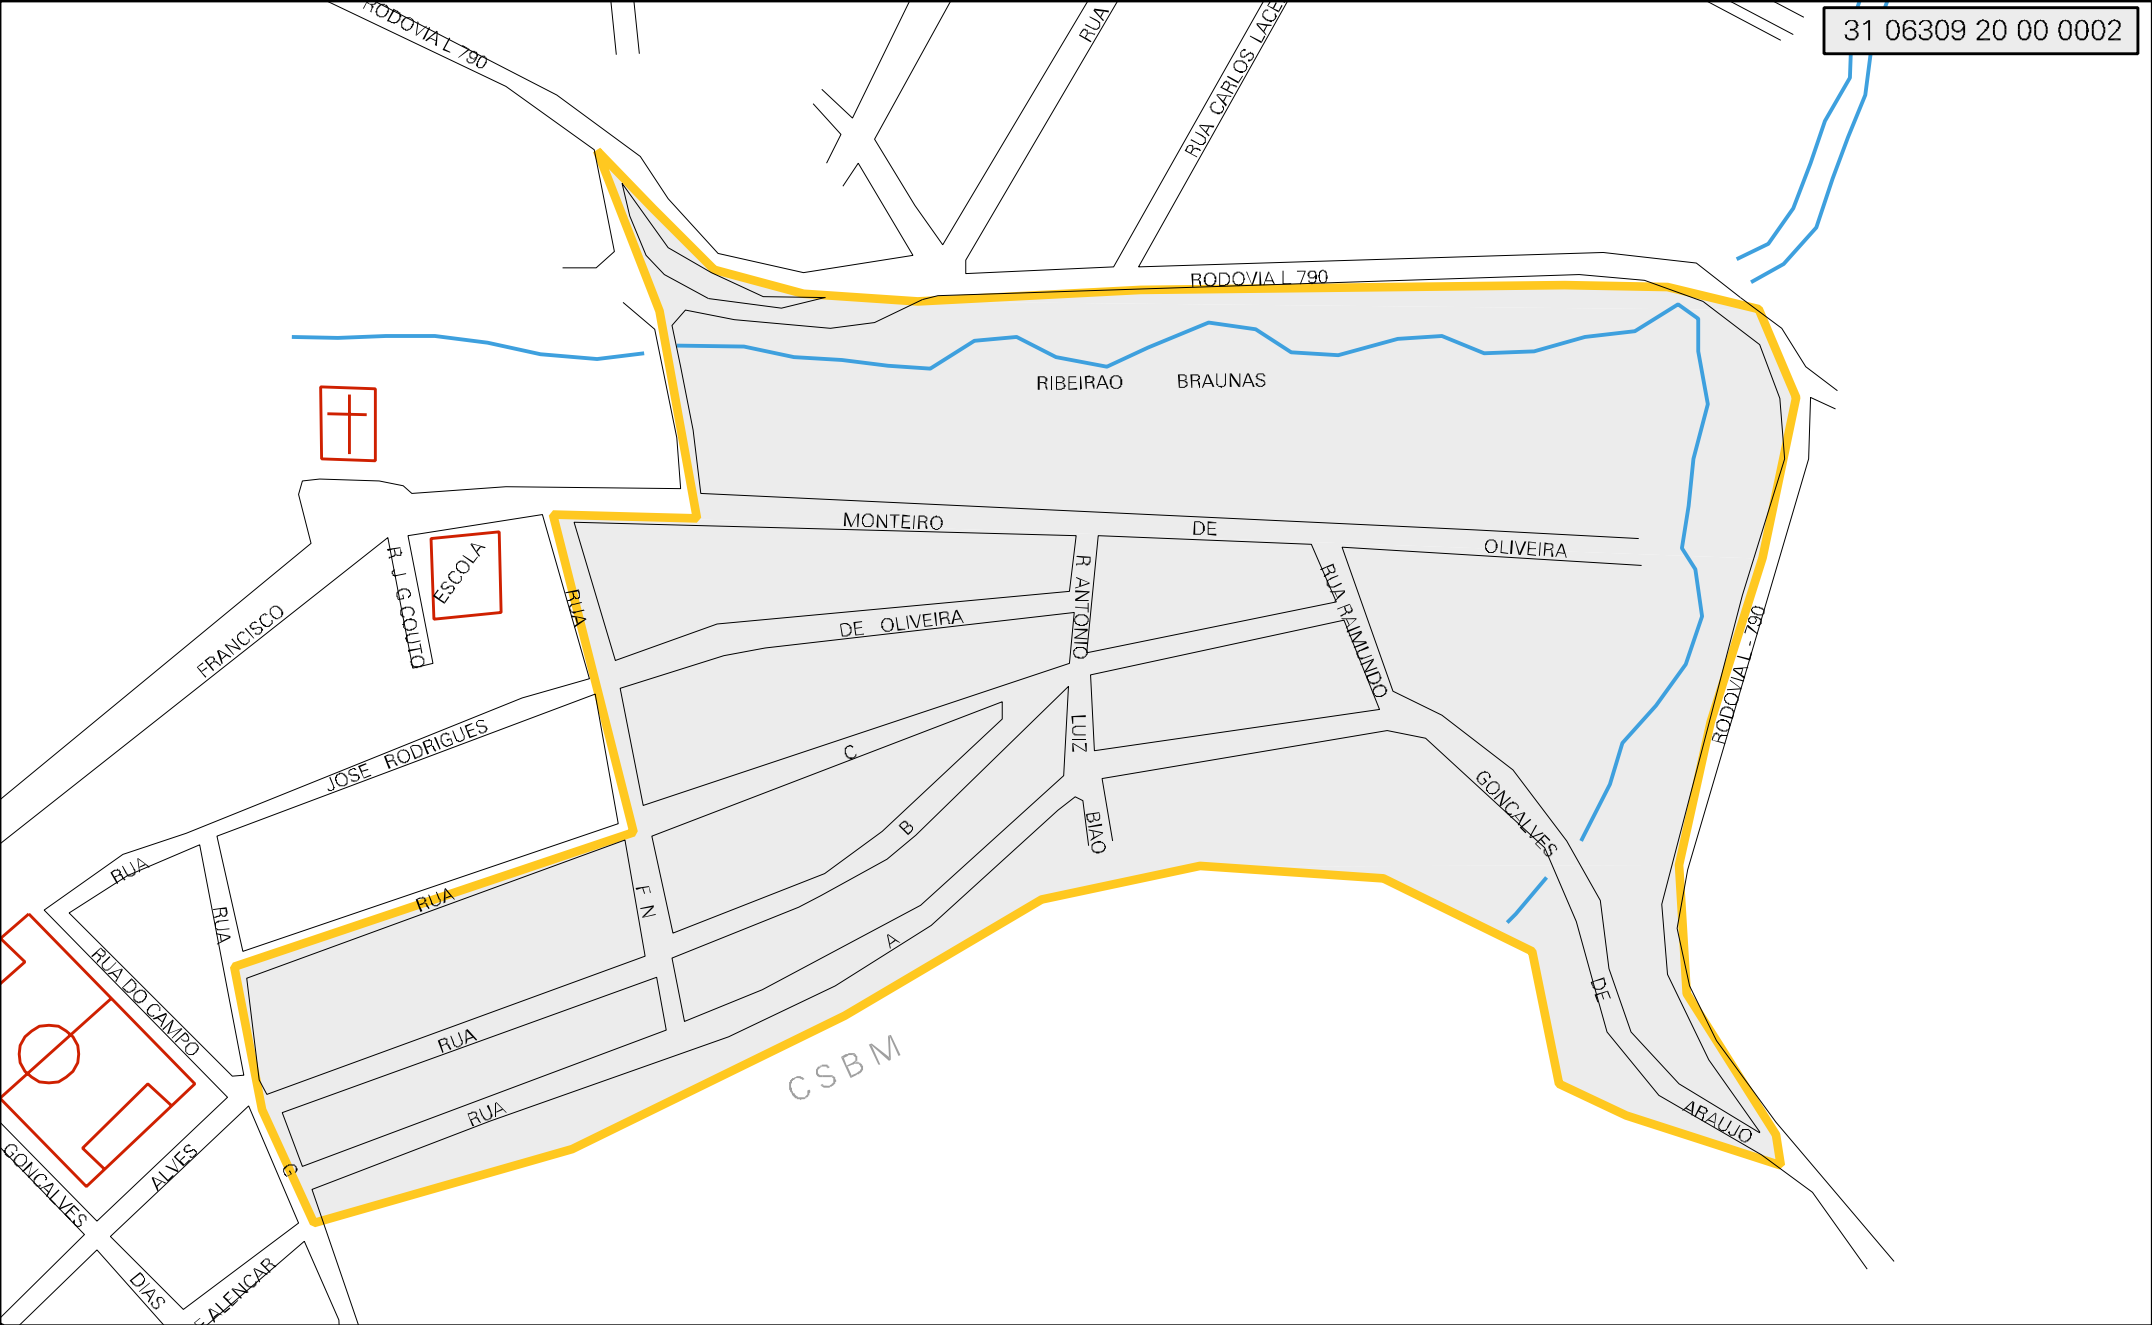 RODOVIA L 790
RUA
RUA CARLOS LACE
31 06309 20 00 0002
RODOVIA L 790
RIBEIRAO BRAUNAS
MONTEIRO DE OLIVEIRA
R J G COUTO
ESCOLA
FRANCISCO
RUA
DE OLIVEIRA
R ANTONIO LUIZ BIAO
RUA RAIMUNDO GONCALVES DE ARAUJO
RODOVIA L - 790
RUA JOSE RODRIGUES
C
B
A
F N
RUA
RUA G
RUA DO CAMPO
RUA
RUA
CSBM
GONCALVES DIAS
ALVES
ALENCAR